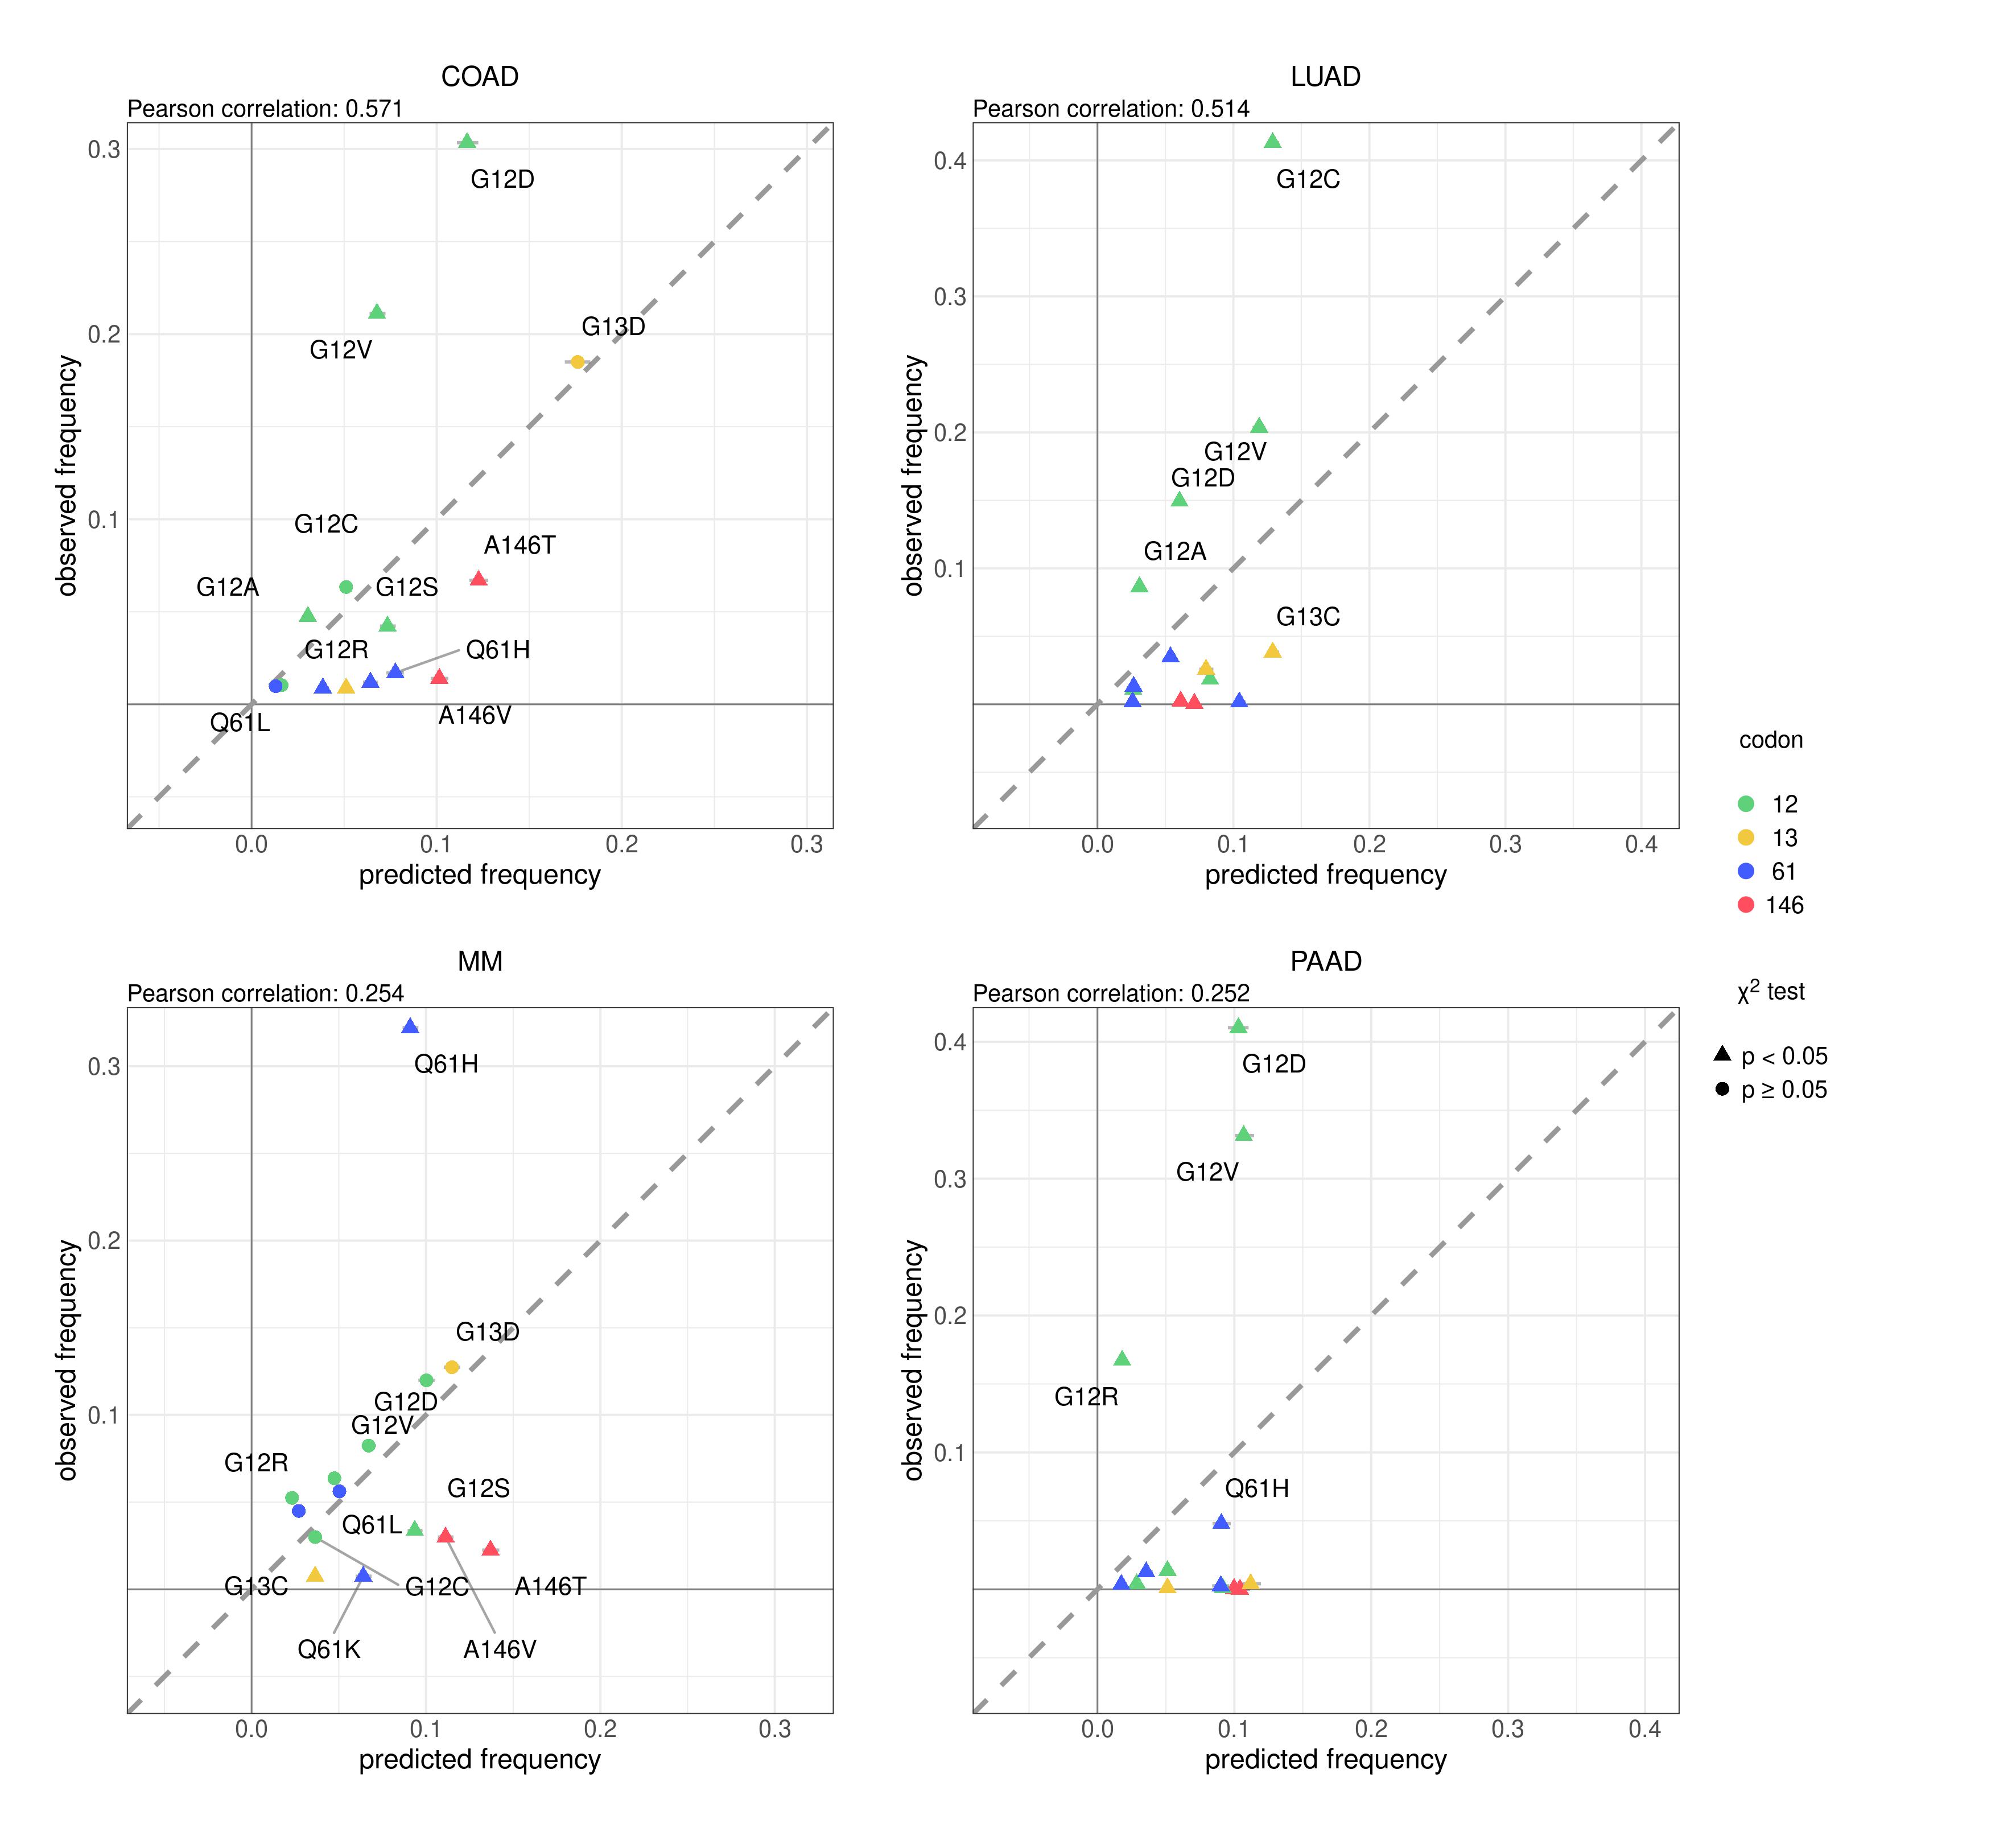 COAD
Pearson correlation: 0.571
observed frequency
0.3
0.2
0.1
G12D
G12V
G13D
G12C
A146T
G12A
G12S
G12R
Q61H
A146V
Q61L
0.0
0.1
0.2
0.3
predicted frequency
LUAD
Pearson correlation: 0.514
observed frequency
0.4
0.3
0.2
0.1
G12C
G12V
G12D
G12A
G13C
0.0
0.1
0.2
0.3
0.4
predicted frequency
MM
Pearson correlation: 0.254
observed frequency
0.3
0.2
0.1
Q61H
G13D
G12D
G12V
G12R
G12S
Q61L
G13C
G12C
A146T
Q61K
A146V
0.0
0.1
0.2
0.3
predicted frequency
PAAD
Pearson correlation: 0.252
observed frequency
0.4
0.3
0.2
0.1
G12D
G12V
G12R
Q61H
0.0
0.1
0.2
0.3
0.4
predicted frequency
codon
12
13
61
146
χ² test
p < 0.05
p ≥ 0.05